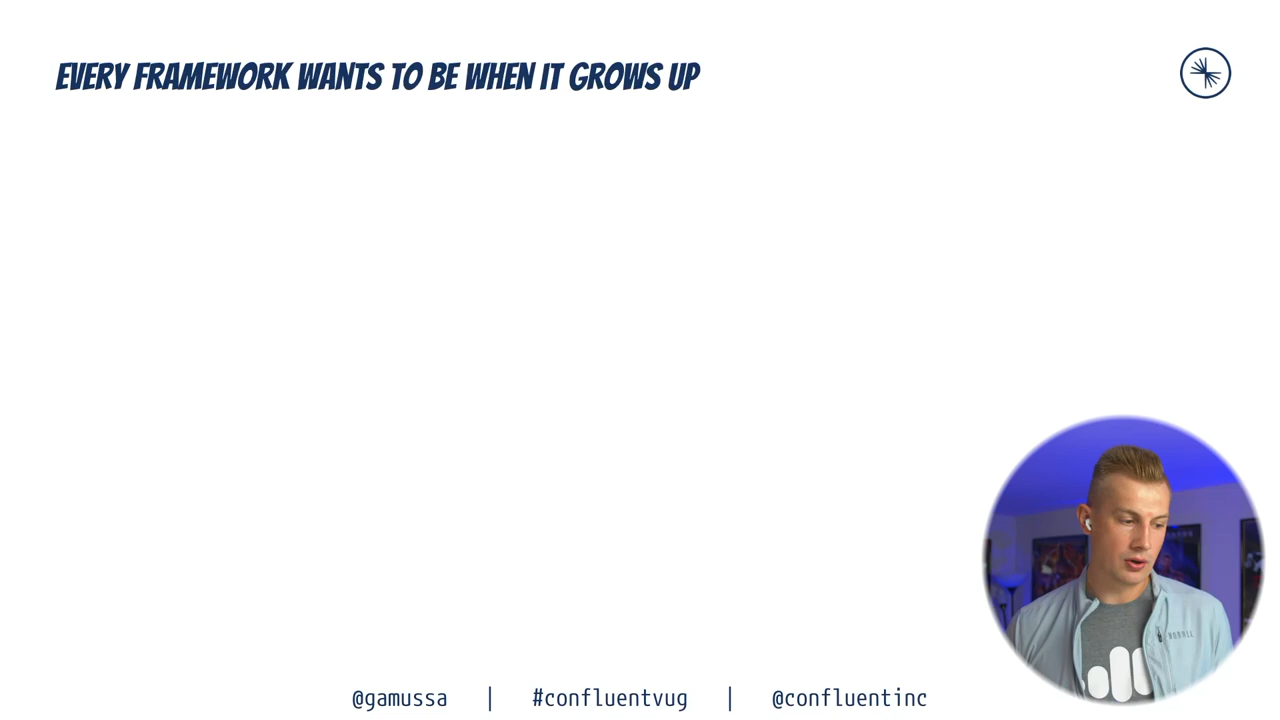 EVERY FRAMEWORK WANTS TO BE WHEN IT GROWS UP
@gamussa | #confluentvug | @confluentinc